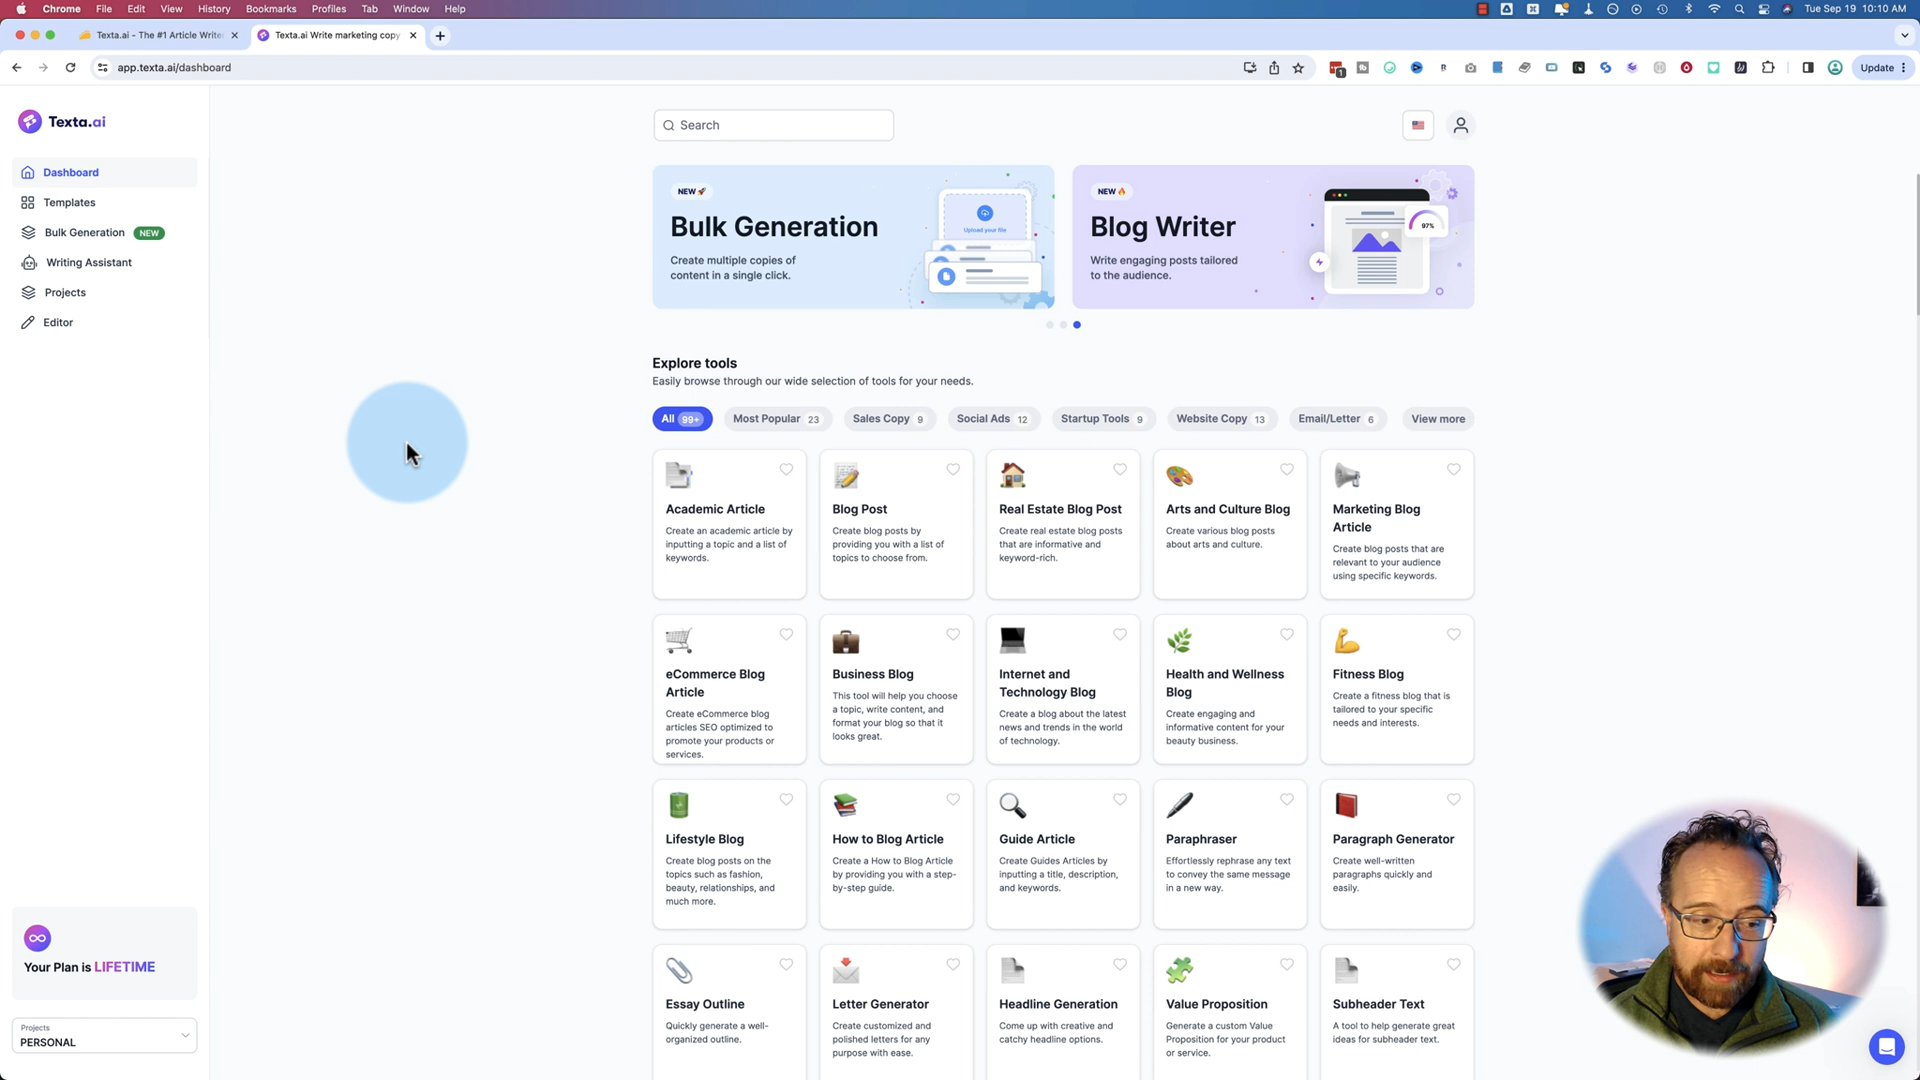 Chrome File Edit View History Bookmarks Profiles Tab Window Help
Tue Sep 19 10:10 AM
Texta.ai - The #1 Article Write
Texta.ai Write marketing copy
app.texta.ai/dashboard
Update
Texta.ai
Search
Dashboard
Templates
Bulk Generation NEW
Writing Assistant
Projects
Editor
NEW
Bulk Generation
Create multiple copies of
content in a single click.
Upload your file
NEW
Blog Writer
Write engaging posts tailored
to the audience.
97%
Explore tools
Easily browse through our wide selection of tools for your needs.
All 99+ Most Popular 23 Sales Copy 9 Social Ads 12 Startup Tools 9 Website Copy 13 Email/Letter 6 View more
Academic Article
Create an academic article by
inputting a topic and a list of
keywords.
Blog Post
Create blog posts by
providing you with a list of
topics to choose from.
Real Estate Blog Post
Create real estate blog posts
that are informative and
keyword-rich.
Arts and Culture Blog
Create various blog posts
about arts and culture.
Marketing Blog
Article
Create blog posts that are
relevant to your audience
using specific keywords.
eCommerce Blog
Article
Create eCommerce blog
articles SEO optimized to
promote your products or
services.
Business Blog
This tool will help you choose
a topic, write content, and
format your blog so that it
looks great.
Internet and
Technology Blog
Create a blog about the latest
news and trends in the world
of technology.
Health and Wellness
Blog
Create engaging and
informative content for your
beauty business.
Fitness Blog
Create a fitness blog that is
tailored to your specific
needs and interests.
Lifestyle Blog
Create blog posts on the
topics such as fashion,
beauty, relationships, and
much more.
How to Blog Article
Create a How to Blog Article
by providing you with a step-
by-step guide.
Guide Article
Create Guides Articles by
inputting a title, description,
and keywords.
Paraphraser
Effortlessly rephrase any text
to convey the same message
in a new way.
Paragraph Generator
Create well-written
paragraphs quickly and
easily.
Essay Outline
Quickly generate a well-
organized outline.
Letter Generator
Create customized and
polished letters for any
purpose with ease.
Headline Generation
Come up with creative and
catchy headline options.
Value Proposition
Generate a custom Value
Proposition for your product
or service.
Subheader Text
A tool to help generate great
ideas for subheader text.
Your Plan is LIFETIME
Projects
PERSONAL